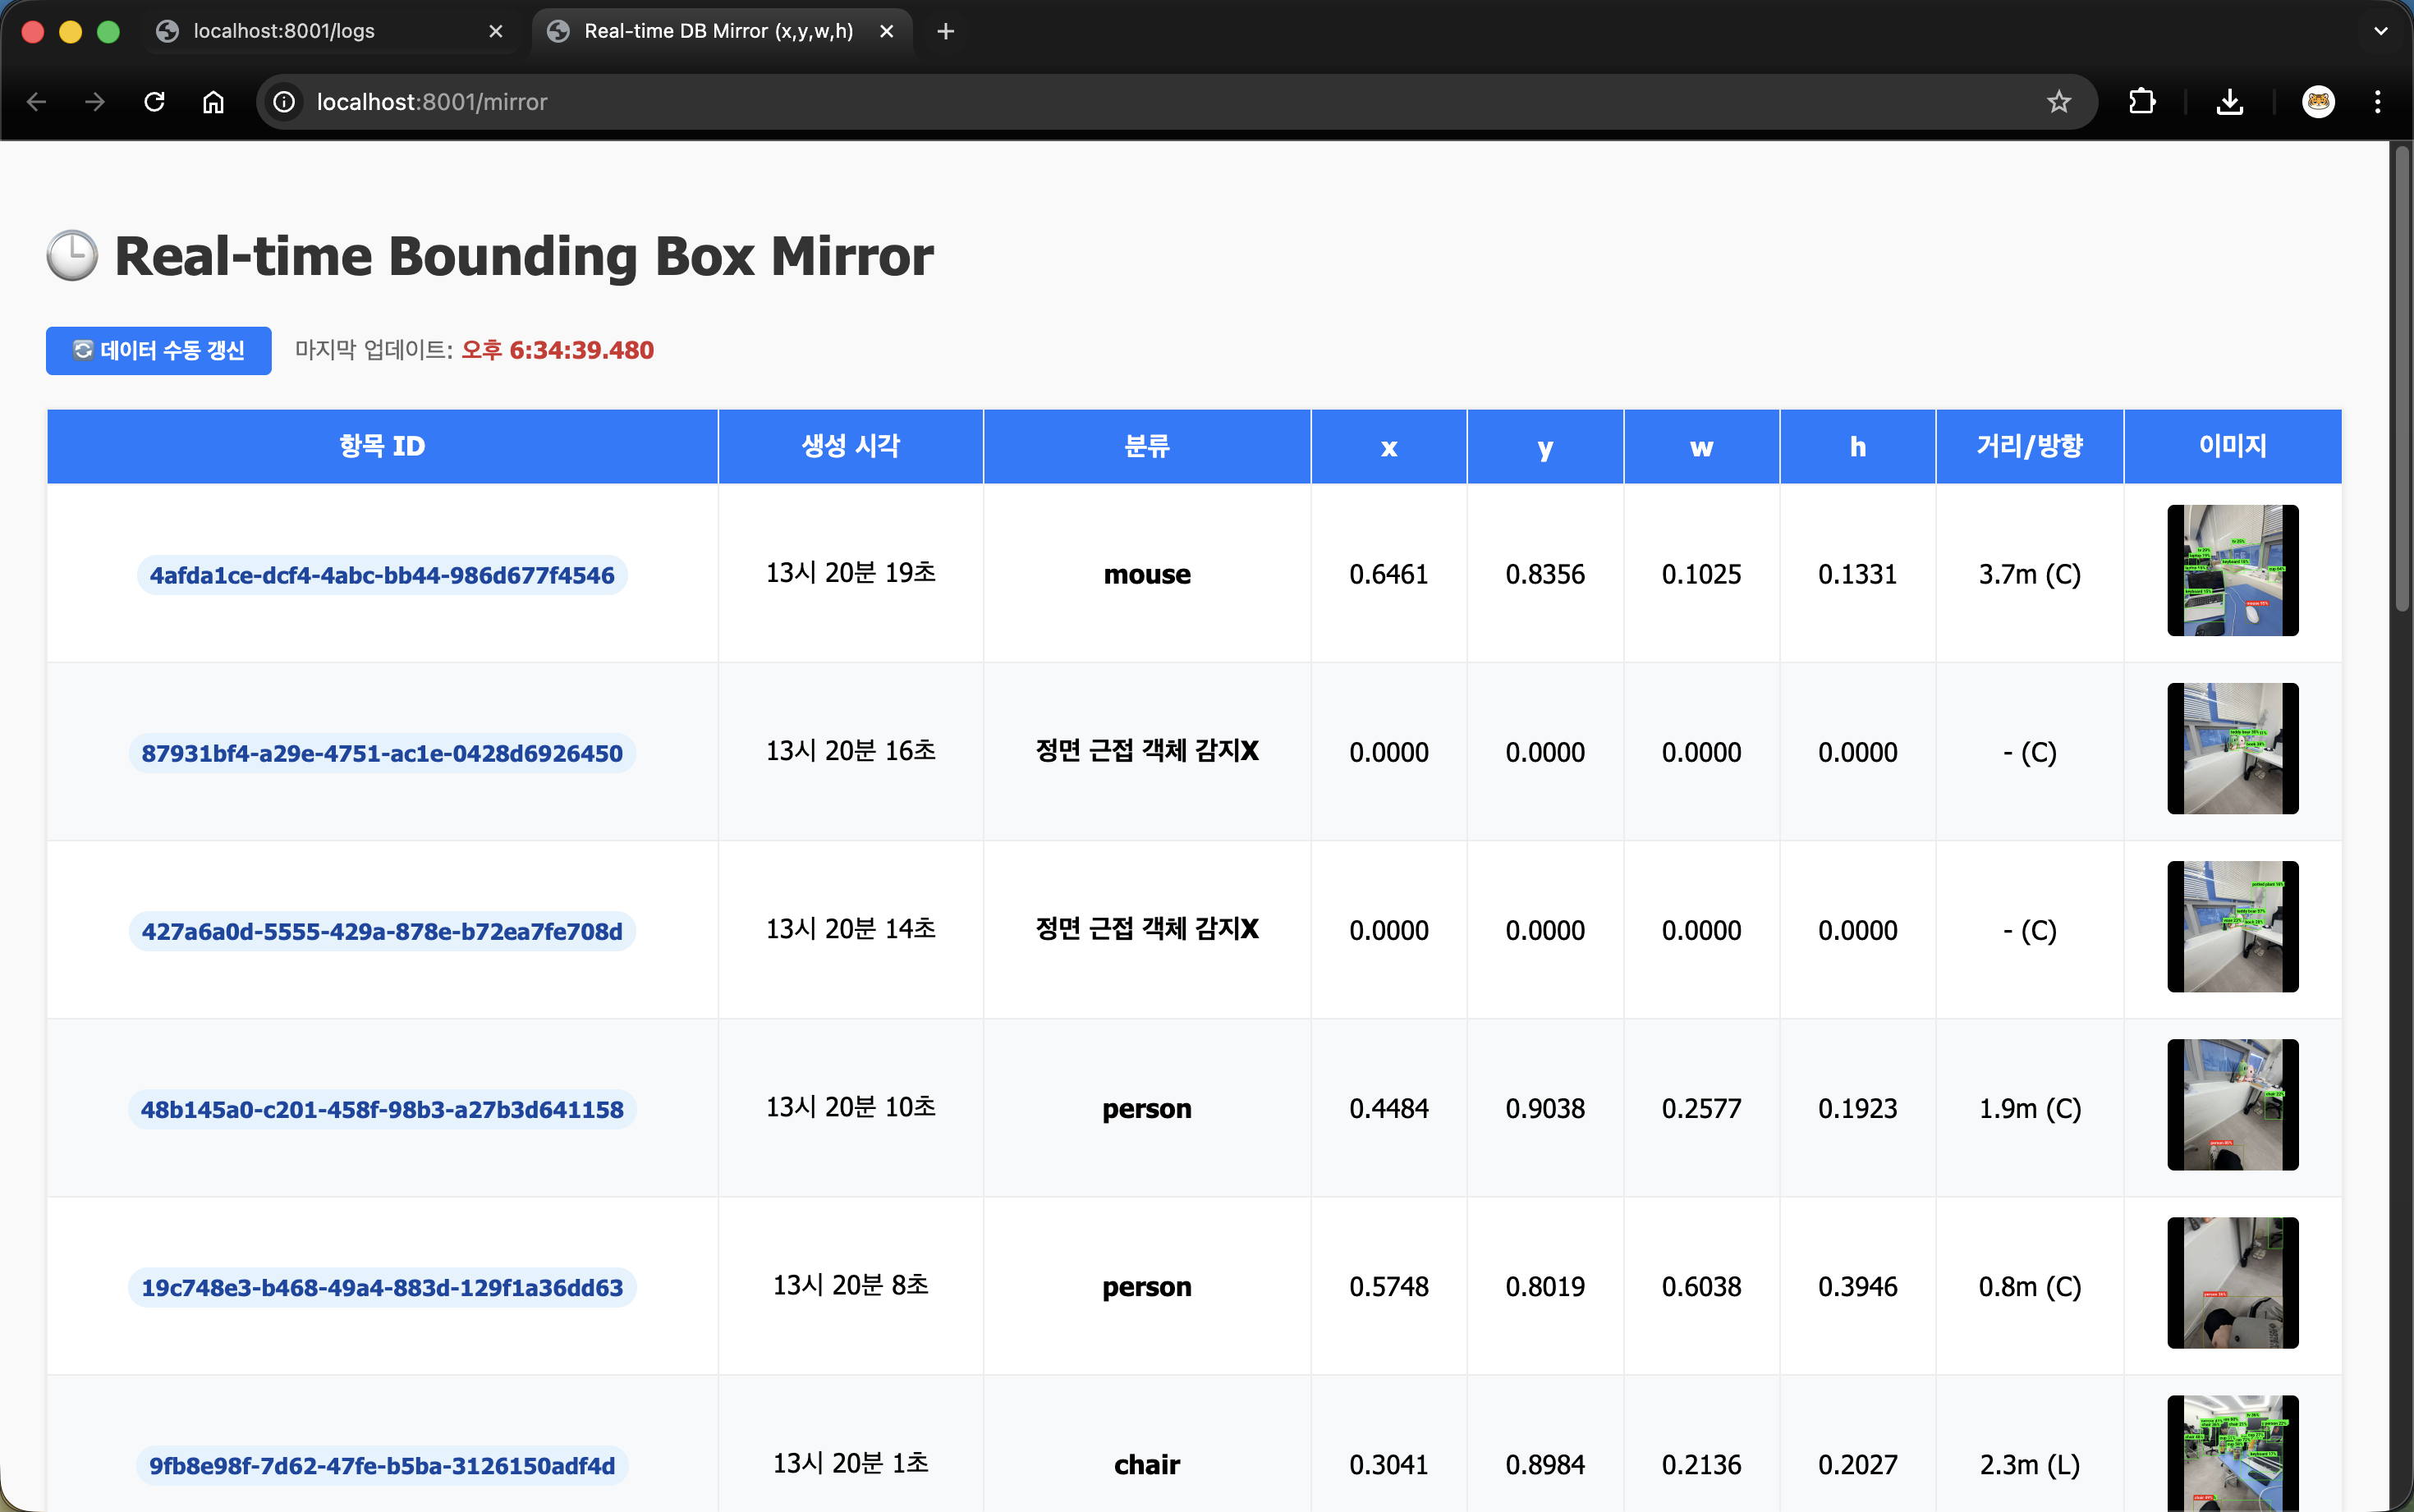 localhost:8001/logs
Real-time DB Mirror (x,y,w,h)
localhost:8001/mirror
Real-time Bounding Box Mirror
데이터 수동 갱신 마지막 업데이트: 오후 6:34:39.480
항목 ID 생성 시각 분류 x y w h 거리/방향 이미지
4afda1ce-dcf4-4abc-bb44-986d677f4546 13시 20분 19초 mouse 0.6461 0.8356 0.1025 0.1331 3.7m (C)
87931bf4-a29e-4751-ac1e-0428d6926450 13시 20분 16초 정면 근접 객체 감지X 0.0000 0.0000 0.0000 0.0000 - (C)
427a6a0d-5555-429a-878e-b72ea7fe708d 13시 20분 14초 정면 근접 객체 감지X 0.0000 0.0000 0.0000 0.0000 - (C)
48b145a0-c201-458f-98b3-a27b3d641158 13시 20분 10초 person 0.4484 0.9038 0.2577 0.1923 1.9m (C)
19c748e3-b468-49a4-883d-129f1a36dd63 13시 20분 8초 person 0.5748 0.8019 0.6038 0.3946 0.8m (C)
9fb8e98f-7d62-47fe-b5ba-3126150adf4d 13시 20분 1초 chair 0.3041 0.8984 0.2136 0.2027 2.3m (L)